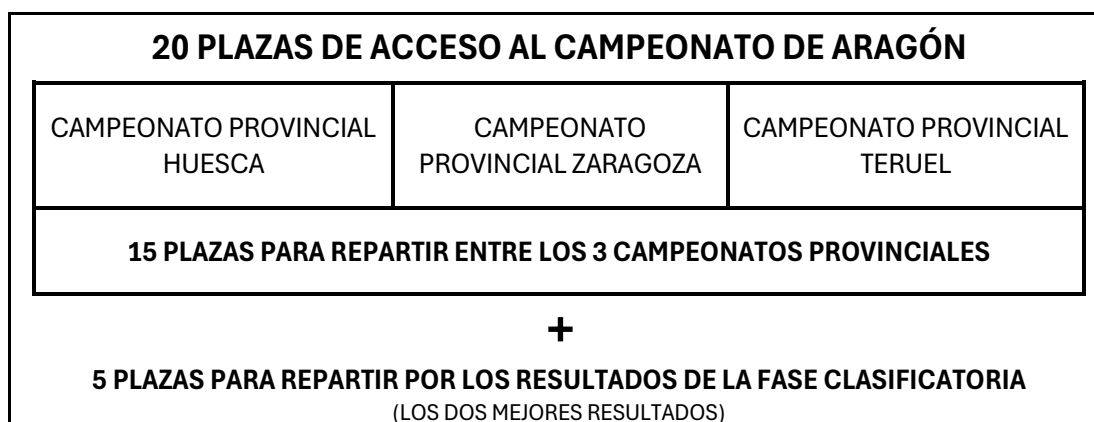 20 PLAZAS DE ACCESO AL CAMPEONATO DE ARAGÓN
CAMPEONATO PROVINCIAL
HUESCA
CAMPEONATO
PROVINCIAL ZARAGOZA
CAMPEONATO PROVINCIAL
TERUEL
15 PLAZAS PARA REPARTIR ENTRE LOS 3 CAMPEONATOS PROVINCIALES
+
5 PLAZAS PARA REPARTIR POR LOS RESULTADOS DE LA FASE CLASIFICATORIA
(LOS DOS MEJORES RESULTADOS)